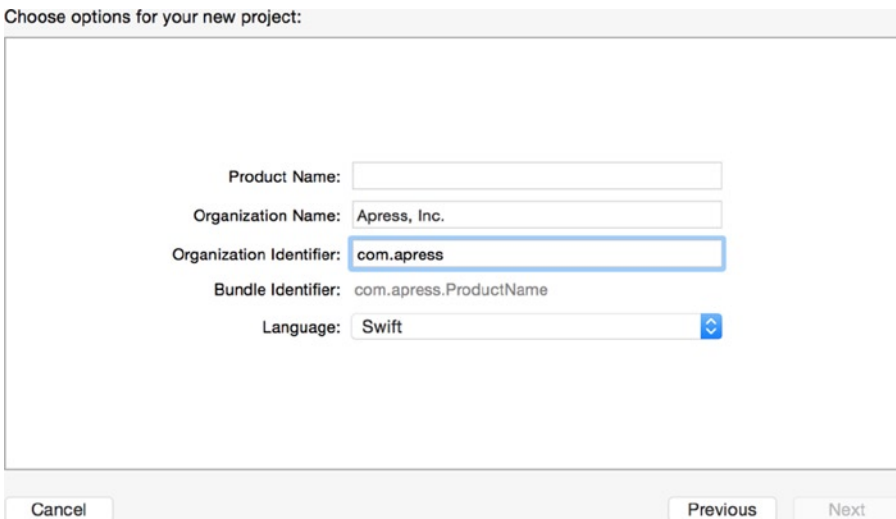 Choose options for your new project:
Product Name:
Organization Name: Apress, Inc.
Organization Identifier: com.apress
Bundle Identifier: com.apress.ProductName
Language: Swift
Cancel Previous Next